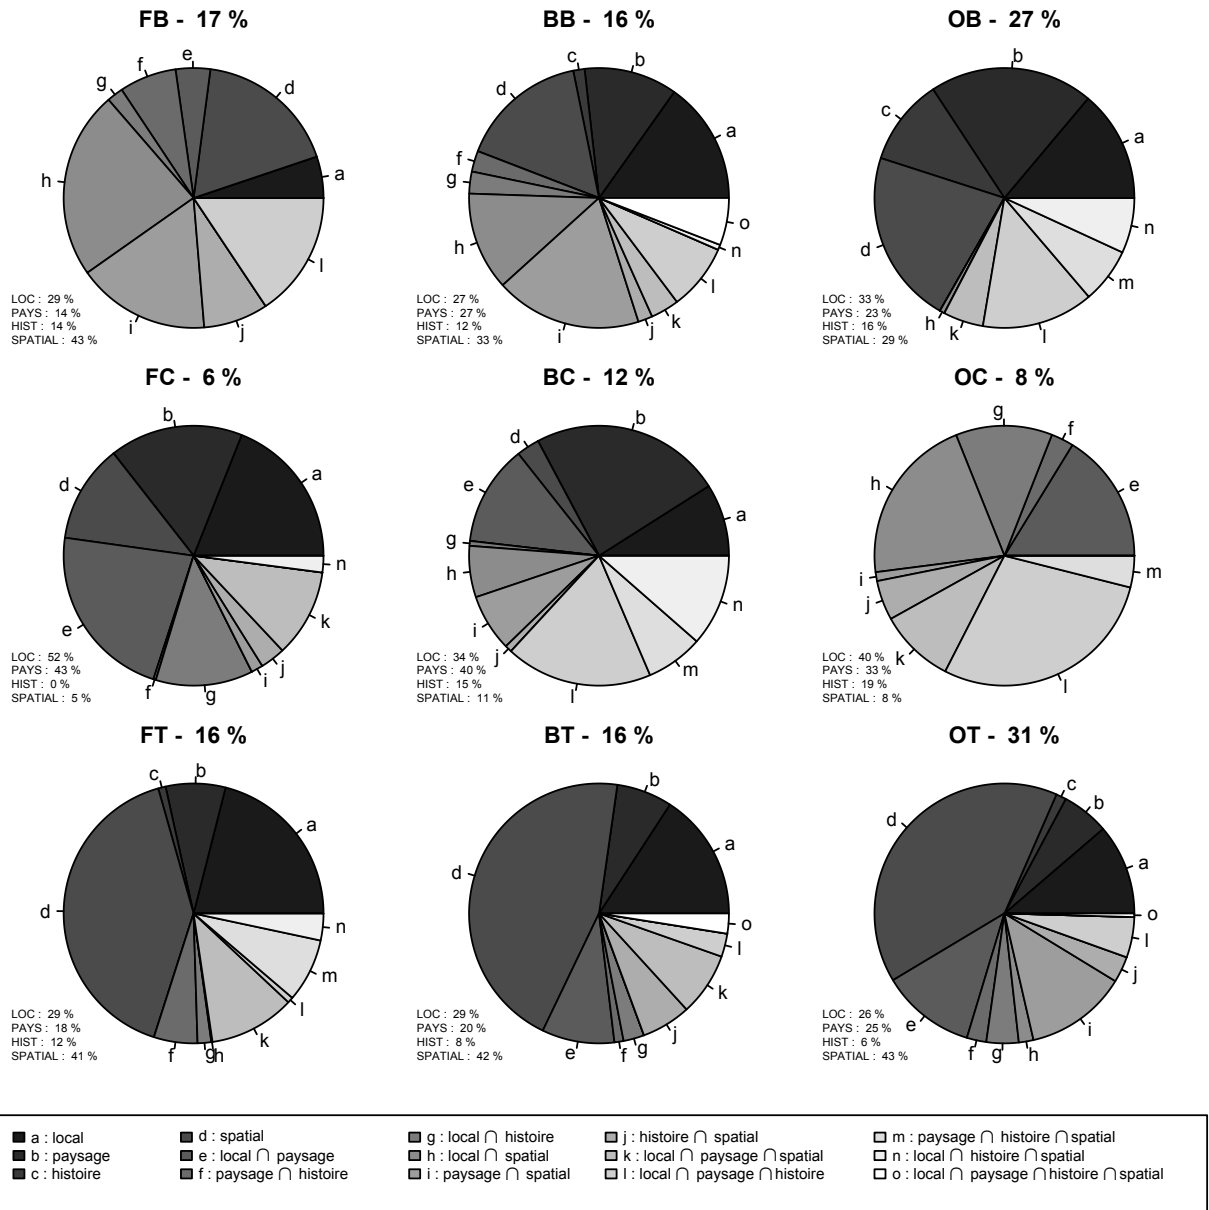 FB - 17 %
BB - 16 %
OB - 27 %
a
d
e
f
g
h
i
j
l
LOC : 29 %
PAYS : 14 %
HIST : 14 %
SPATIAL : 43 %
a
b
c
d
f
g
h
i
j
k
l
n
o
LOC : 27 %
PAYS : 27 %
HIST : 12 %
SPATIAL : 33 %
a
b
c
d
h
k
l
m
n
LOC : 33 %
PAYS : 23 %
HIST : 16 %
SPATIAL : 29 %
FC - 6 %
BC - 12 %
OC - 8 %
a
b
d
e
f
g
i
j
k
n
LOC : 52 %
PAYS : 43 %
HIST : 0 %
SPATIAL : 5 %
a
b
d
e
g
h
i
j
l
m
n
LOC : 34 %
PAYS : 40 %
HIST : 15 %
SPATIAL : 11 %
e
f
g
h
i
j
k
l
m
LOC : 40 %
PAYS : 33 %
HIST : 19 %
SPATIAL : 8 %
FT - 16 %
BT - 16 %
OT - 31 %
a
b
c
d
f
g
h
k
l
m
n
LOC : 29 %
PAYS : 18 %
HIST : 12 %
SPATIAL : 41 %
a
b
d
e
f
g
j
k
l
o
LOC : 29 %
PAYS : 20 %
HIST : 8 %
SPATIAL : 42 %
a
b
c
d
e
f
g
h
i
j
l
o
LOC : 26 %
PAYS : 25 %
HIST : 6 %
SPATIAL : 43 %
a : local
b : paysage
c : histoire
d : spatial
e : local ∩ paysage
f : paysage ∩ histoire
g : local ∩ histoire
h : local ∩ spatial
i : paysage ∩ spatial
j : histoire ∩ spatial
k : local ∩ paysage ∩ spatial
l : local ∩ paysage ∩ histoire
m : paysage ∩ histoire ∩ spatial
n : local ∩ histoire ∩ spatial
o : local ∩ paysage ∩ histoire ∩ spatial